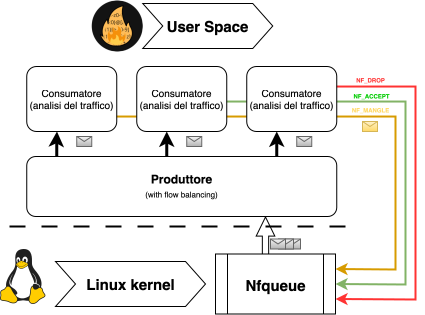 User Space
Consumatore
(analisi del traffico)
Consumatore
(analisi del traffico)
Consumatore
(analisi del traffico)
NF_DROP
NF_ACCEPT
NF_MANGLE
Produttore
(with flow balancing)
Linux kernel
Nfqueue